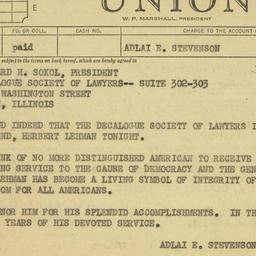 E
UNION
W. P. MARSHALL, PRESIDENT
PD. OR COLL. CASH NO. CHARGE TO THE ACCOUNT O
paid ADLAI E. STEVENSON
subject to the terms on back hereof, which are hereby agreed to
RD H. SOKOL, PRESIDENT
LOGUE SOCIETY OF LAWYERS-- SUITE 302-303
WASHINGTON STREET
, ILLINOIS
D INDEED THAT THE DECALOGUE SOCIETY OF LAWYERS I
ND, HERBERT LEHMAN TONIGHT.
NK OF NO MORE DISTINGUISHED AMERICAN TO RECEIVE
NG SERVICE TO THE CAUSE OF DEMOCRACY AND THE GEN
EHMAN HAS BECOME A LIVING SYMBOL OF INTEGRITY OF
OM FOR ALL AMERICANS.
NOR HIM FOR HIS SPLENDID ACCOMPLISHMENTS. IN TH
YEARS OF HIS DEVOTED SERVICE.
ADLAI E. STEVENSON